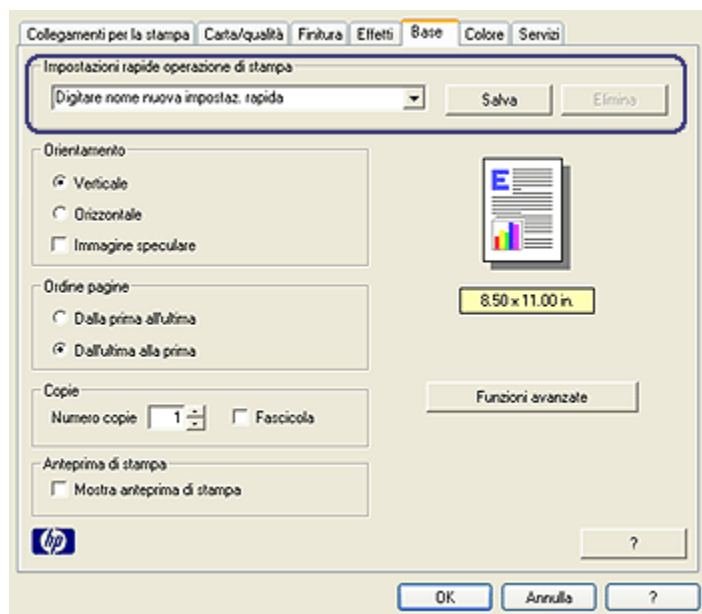 Collegamenti per la stampa Carta/qualità Finitura Effetti Base Colore Servizi
Impostazioni rapide operazione di stampa
Digitare nome nuova impostaz. rapida Salva Elimina
Orientamento
Verticale
Orizzontale
Immagine speculare
E
Ordine pagine
8.50 x 11.00 in.
Dalla prima all'ultima
Dall'ultima alla prima
Copie
Numero copie 1 Fascicola
Funzioni avanzate
Anteprima di stampa
Mostra anteprima di stampa
hp ?
OK Annulla ?